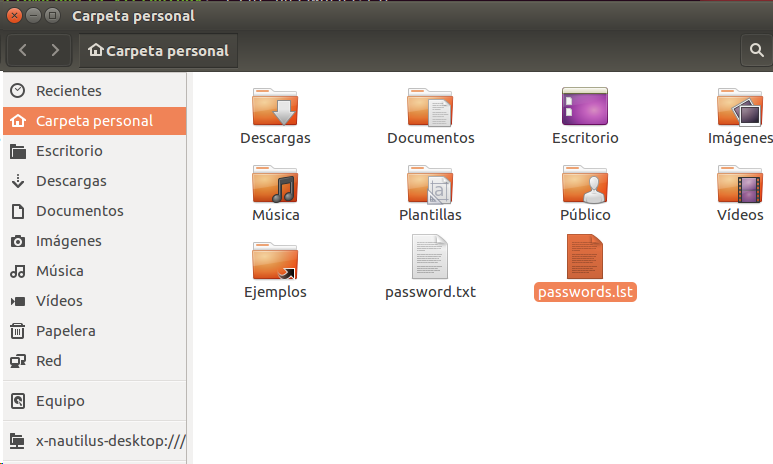 Carpeta personal
Carpeta personal
Recientes
Carpeta personal
Escritorio
Descargas
Documentos
Imágenes
Música
Vídeos
Papelera
Red
Equipo
x-nautilus-desktop:///
Descargas
Documentos
Escritorio
Imágenes
Música
Plantillas
Público
Vídeos
Ejemplos
password.txt
passwords.lst